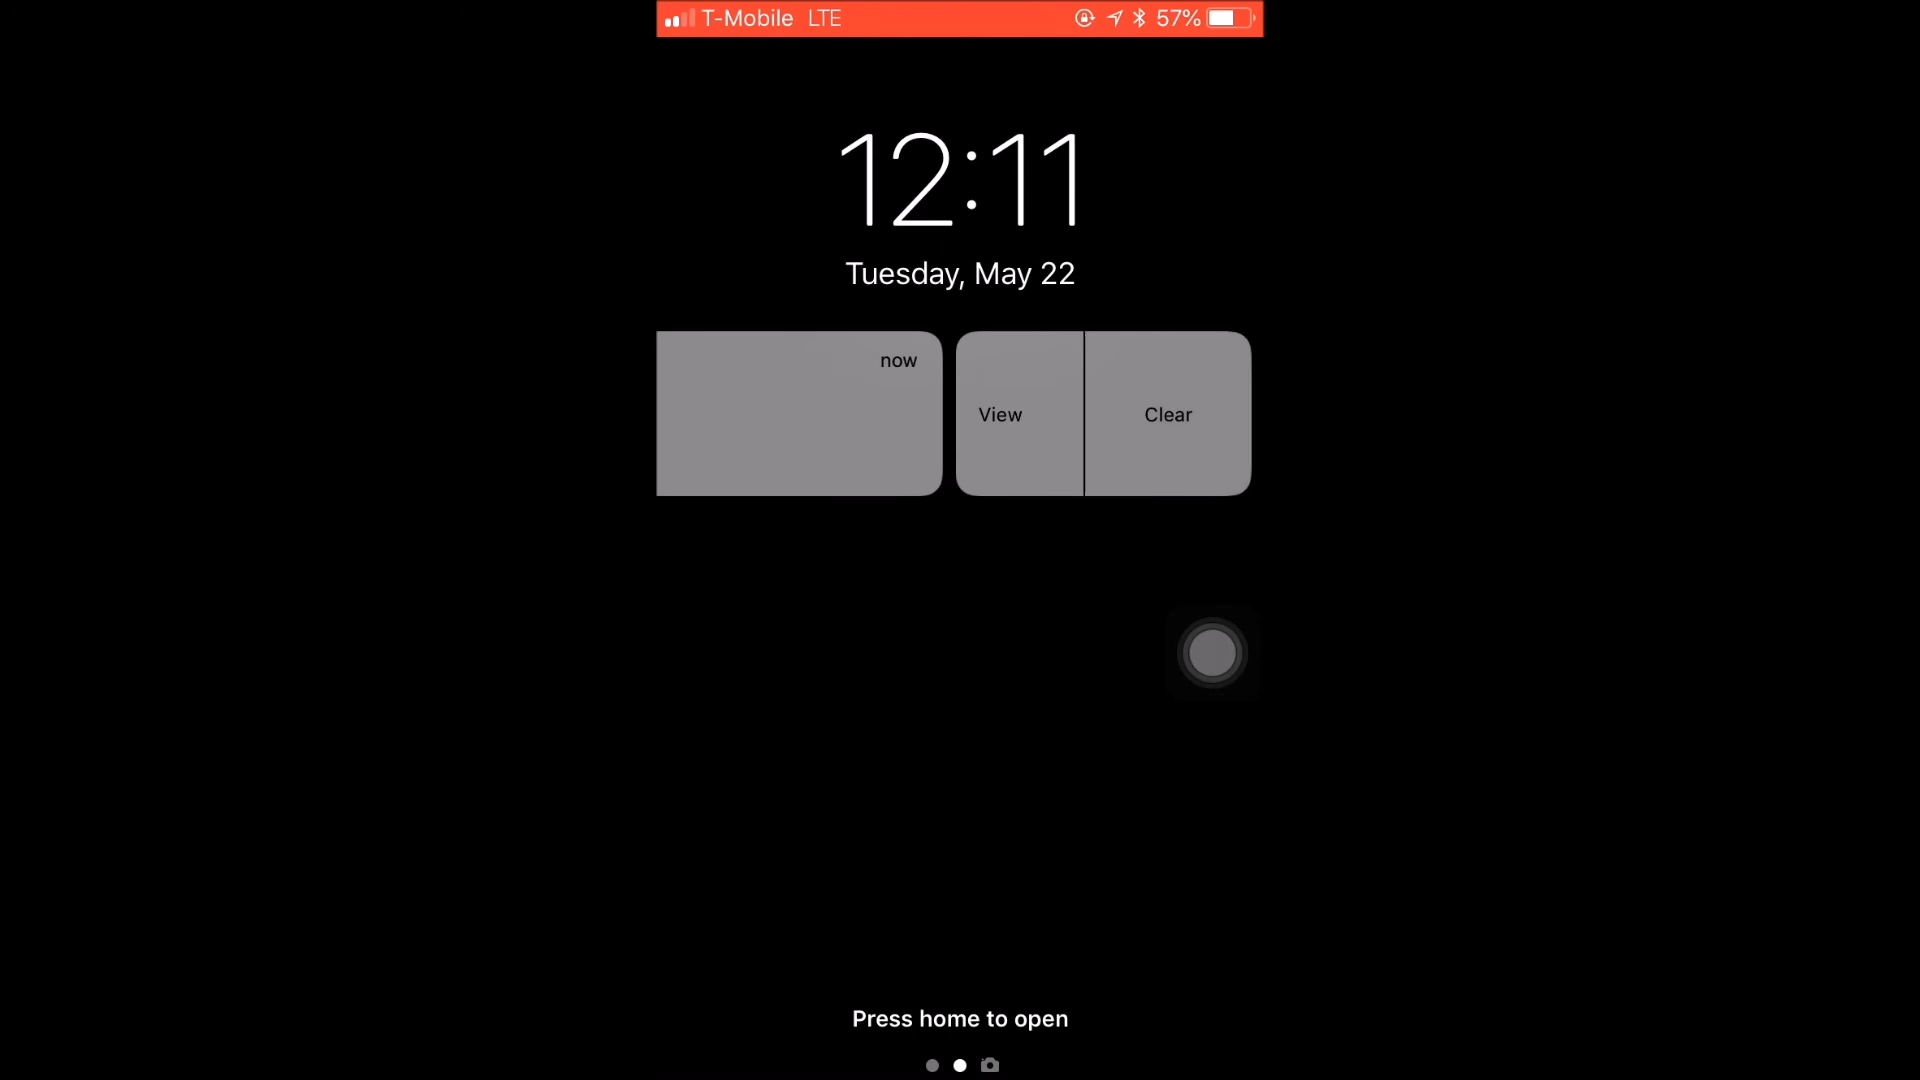 T-Mobile LTE 57%
12:11
Tuesday, May 22
now
View Clear
Press home to open